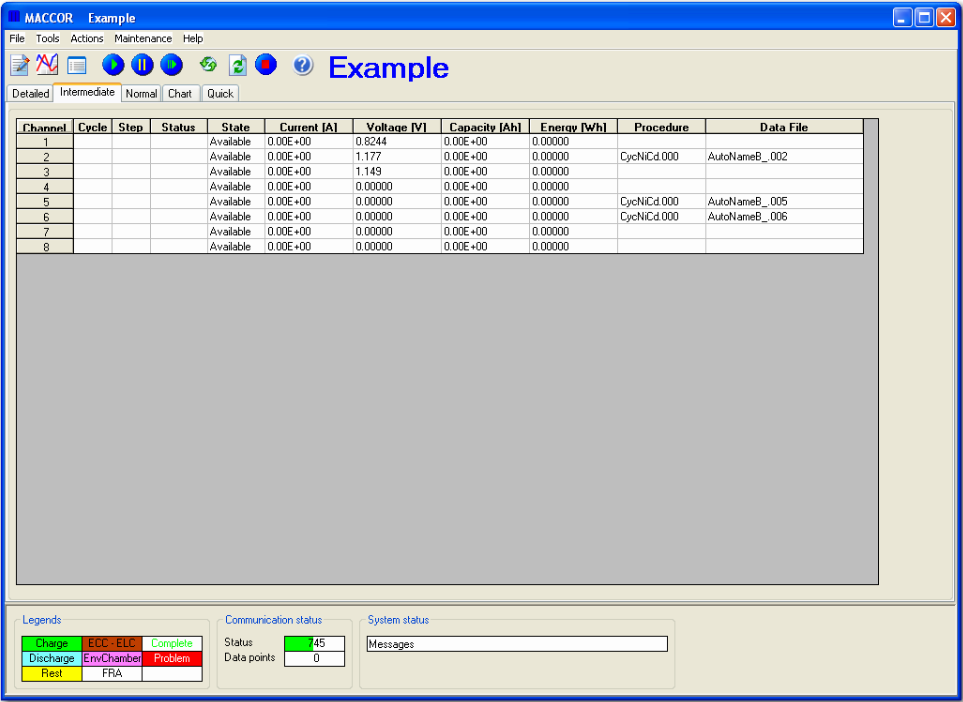 MACCOR Example
File Tools Actions Maintenance Help
Example
Detailed Intermediate Normal Chart Quick
Channel Cycle Step Status State Current [A] Voltage [V] Capacity [Ah] Energy [Wh] Procedure Data File
1 Available 0.00E+00 0.8244 0.00E+00 0.00000
2 Available 0.00E+00 1.177 0.00E+00 0.00000 CycNiCd.000 AutoNameB_.002
3 Available 0.00E+00 1.149 0.00E+00 0.00000
4 Available 0.00E+00 0.00000 0.00E+00 0.00000
5 Available 0.00E+00 0.00000 0.00E+00 0.00000 CycNiCd.000 AutoNameB_.005
6 Available 0.00E+00 0.00000 0.00E+00 0.00000 CycNiCd.000 AutoNameB_.006
7 Available 0.00E+00 0.00000 0.00E+00 0.00000
8 Available 0.00E+00 0.00000 0.00E+00 0.00000
Legends
Charge ECC - ELC Complete
Discharge EnvChamber Problem
Rest FRA
Communication status
Status 745
Data points 0
System status
Messages